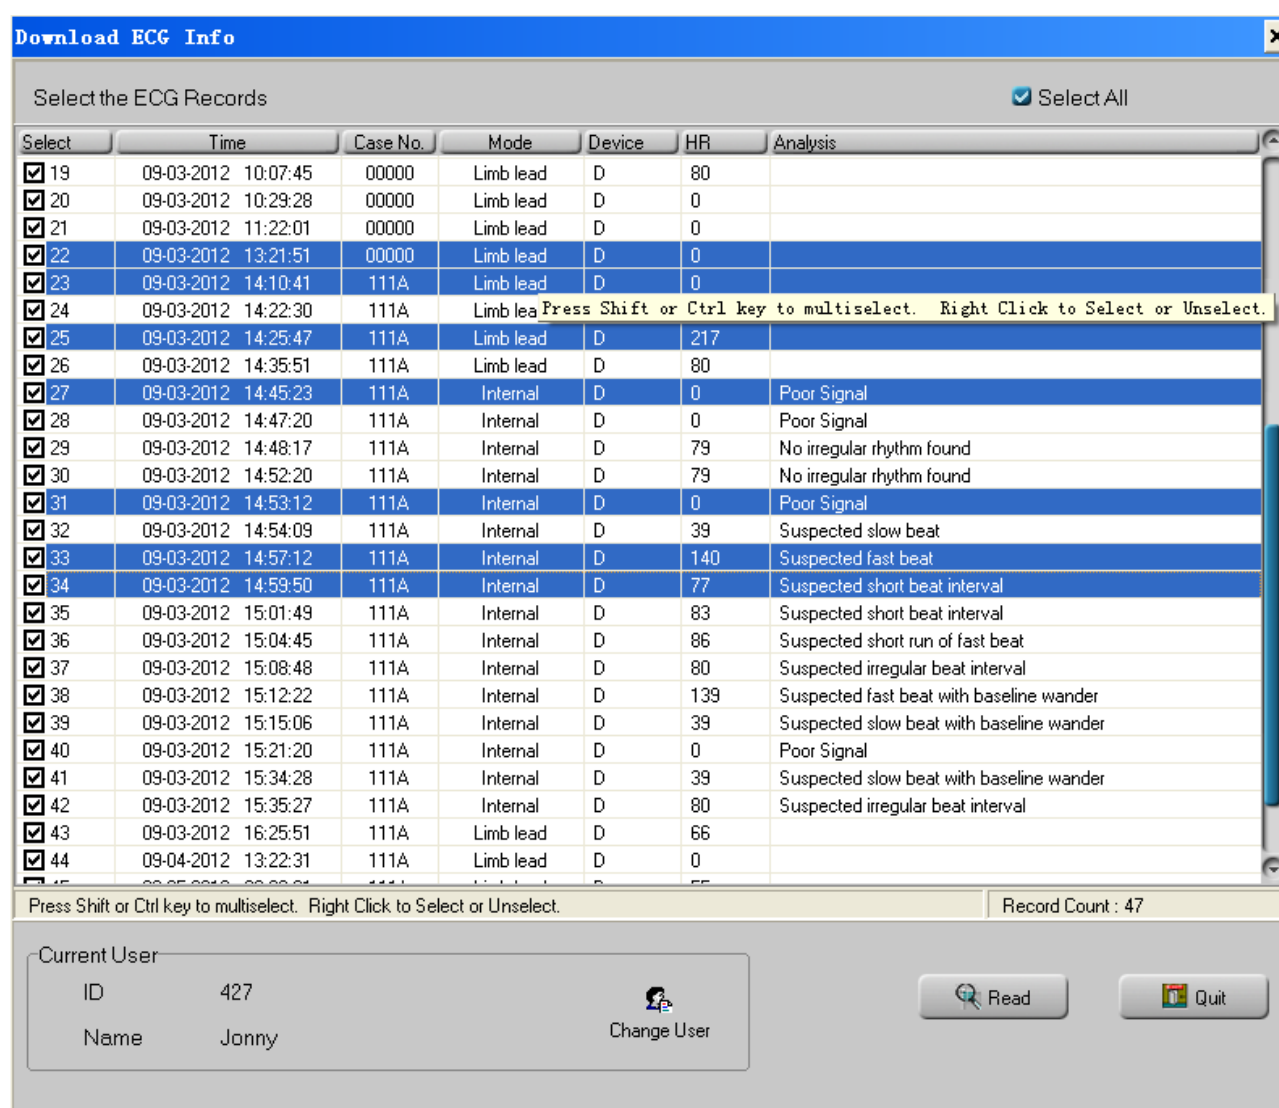 Download ECG Info
Select the ECG Records
Select All
Select Time Case No. Mode Device HR Analysis
19 09-03-2012 10:07:45 00000 Limb lead D 80
20 09-03-2012 10:29:28 00000 Limb lead D 0
21 09-03-2012 11:22:01 00000 Limb lead D 0
22 09-03-2012 13:21:51 00000 Limb lead D 0
23 09-03-2012 14:10:41 111A Limb lead D 0
24 09-03-2012 14:22:30 111A Limb lea
Press Shift or Ctrl key to multiselect. Right Click to Select or Unselect.
25 09-03-2012 14:25:47 111A Limb lead D 217
26 09-03-2012 14:35:51 111A Limb lead D 80
27 09-03-2012 14:45:23 111A Internal D 0 Poor Signal
28 09-03-2012 14:47:20 111A Internal D 0 Poor Signal
29 09-03-2012 14:48:17 111A Internal D 79 No irregular rhythm found
30 09-03-2012 14:52:20 111A Internal D 79 No irregular rhythm found
31 09-03-2012 14:53:12 111A Internal D 0 Poor Signal
32 09-03-2012 14:54:09 111A Internal D 39 Suspected slow beat
33 09-03-2012 14:57:12 111A Internal D 140 Suspected fast beat
34 09-03-2012 14:59:50 111A Internal D 77 Suspected short beat interval
35 09-03-2012 15:01:49 111A Internal D 83 Suspected short beat interval
36 09-03-2012 15:04:45 111A Internal D 86 Suspected short run of fast beat
37 09-03-2012 15:08:48 111A Internal D 80 Suspected irregular beat interval
38 09-03-2012 15:12:22 111A Internal D 139 Suspected fast beat with baseline wander
39 09-03-2012 15:15:06 111A Internal D 39 Suspected slow beat with baseline wander
40 09-03-2012 15:21:20 111A Internal D 0 Poor Signal
41 09-03-2012 15:34:28 111A Internal D 39 Suspected slow beat with baseline wander
42 09-03-2012 15:35:27 111A Internal D 80 Suspected irregular beat interval
43 09-03-2012 16:25:51 111A Limb lead D 66
44 09-04-2012 13:22:31 111A Limb lead D 0
Press Shift or Ctrl key to multiselect. Right Click to Select or Unselect.
Record Count : 47
Current User
ID 427
Name Jonny
Change User
Read
Quit